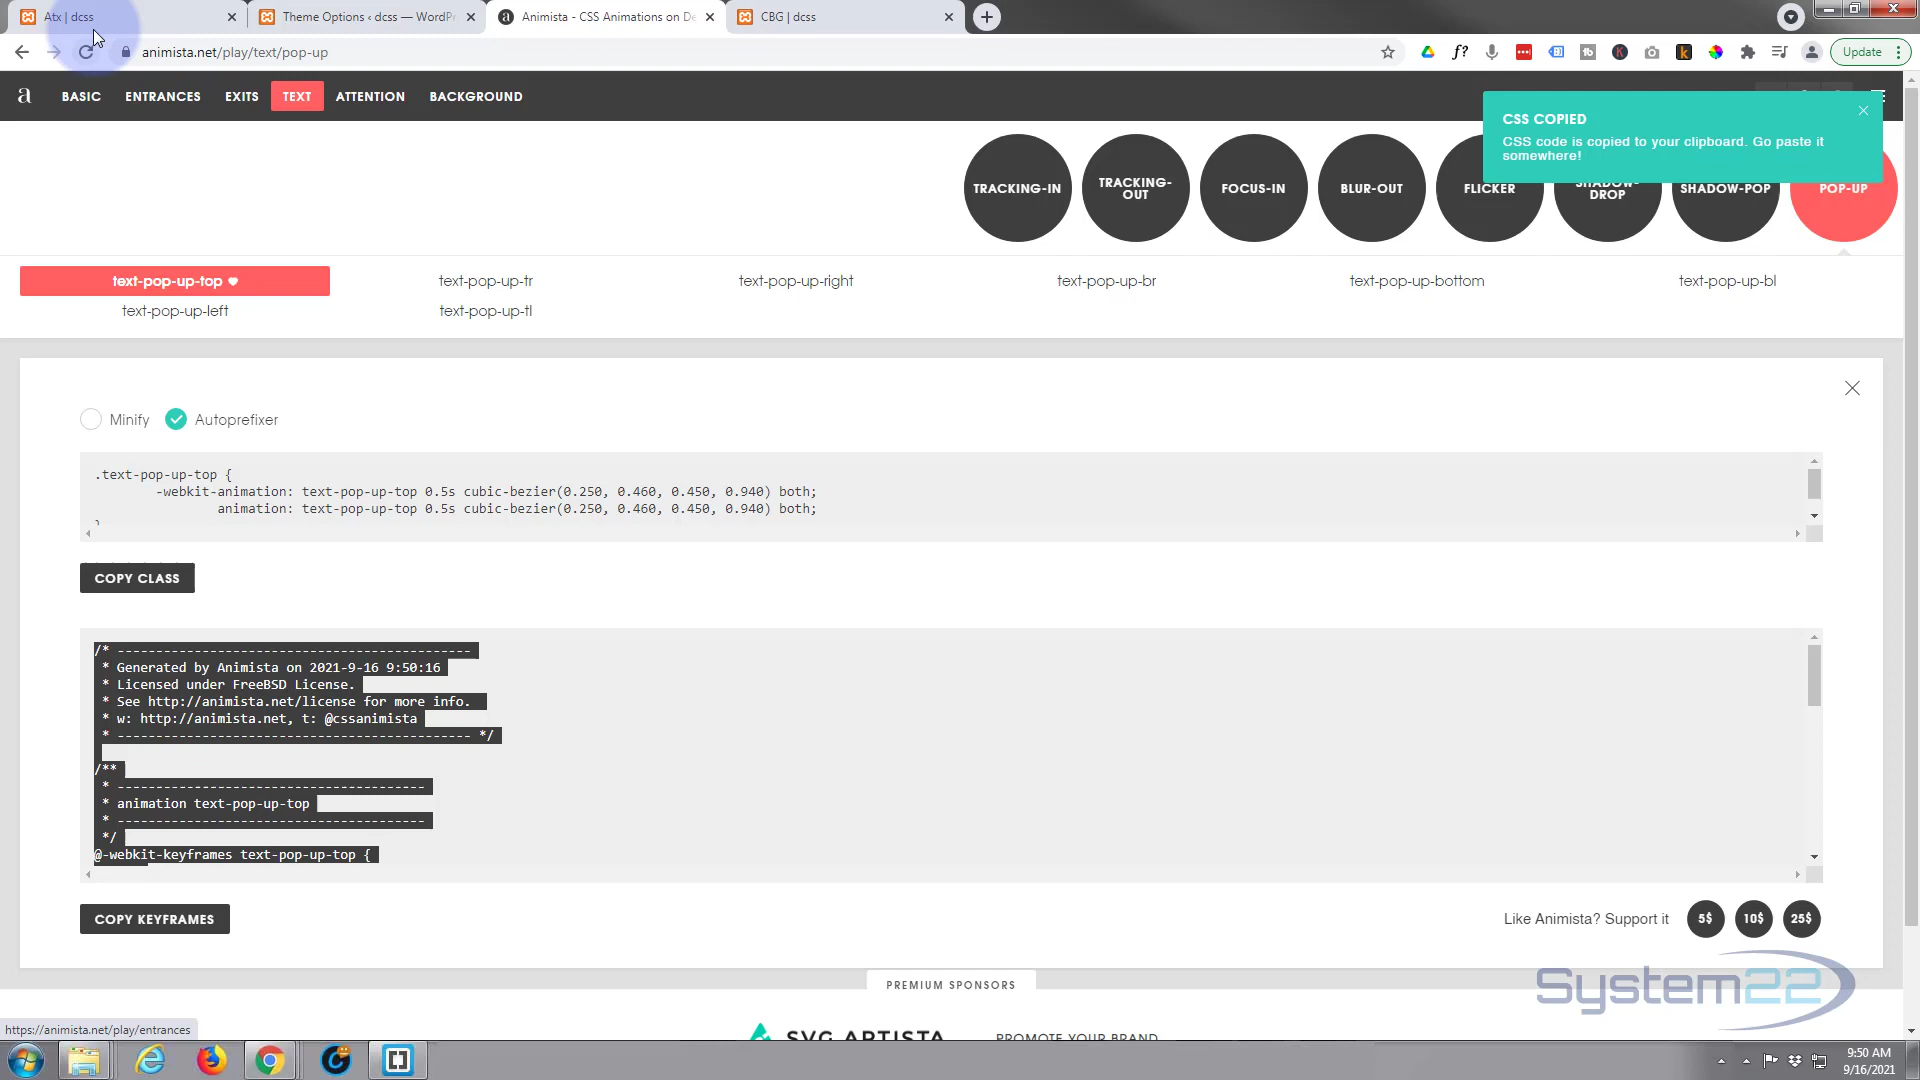 Atx | dcss
Theme Options ‹ dcss — WordPr
Animista - CSS Animations on De
CBG | dcss
animista.net/play/text/pop-up
Update
a BASIC ENTRANCES EXITS TEXT ATTENTION BACKGROUND
CSS COPIED
CSS code is copied to your clipboard. Go paste it
somewhere!
TRACKING-IN
TRACKING-
OUT
FOCUS-IN
BLUR-OUT
FLICKER
SHADOW-
DROP
SHADOW-POP
POP-UP
text-pop-up-top
text-pop-up-tr
text-pop-up-right
text-pop-up-br
text-pop-up-bottom
text-pop-up-bl
text-pop-up-left
text-pop-up-tl
Minify Autoprefixer
.text-pop-up-top {
-webkit-animation: text-pop-up-top 0.5s cubic-bezier(0.250, 0.460, 0.450, 0.940) both;
animation: text-pop-up-top 0.5s cubic-bezier(0.250, 0.460, 0.450, 0.940) both;
}
COPY CLASS
/* ----------------------------------------------
* Generated by Animista on 2021-9-16 9:50:16
* Licensed under FreeBSD License.
* See http://animista.net/license for more info.
* w: http://animista.net, t: @cssanimista
* ---------------------------------------------- */
/**
* ----------------------------------------
* animation text-pop-up-top
* ----------------------------------------
*/
@-webkit-keyframes text-pop-up-top {
COPY KEYFRAMES
Like Animista? Support it 5$ 10$ 25$
PREMIUM SPONSORS
System22
https://animista.net/play/entrances
SVG ARTISTA
PROMOTE YOUR BRAND
9:50 AM
9/16/2021